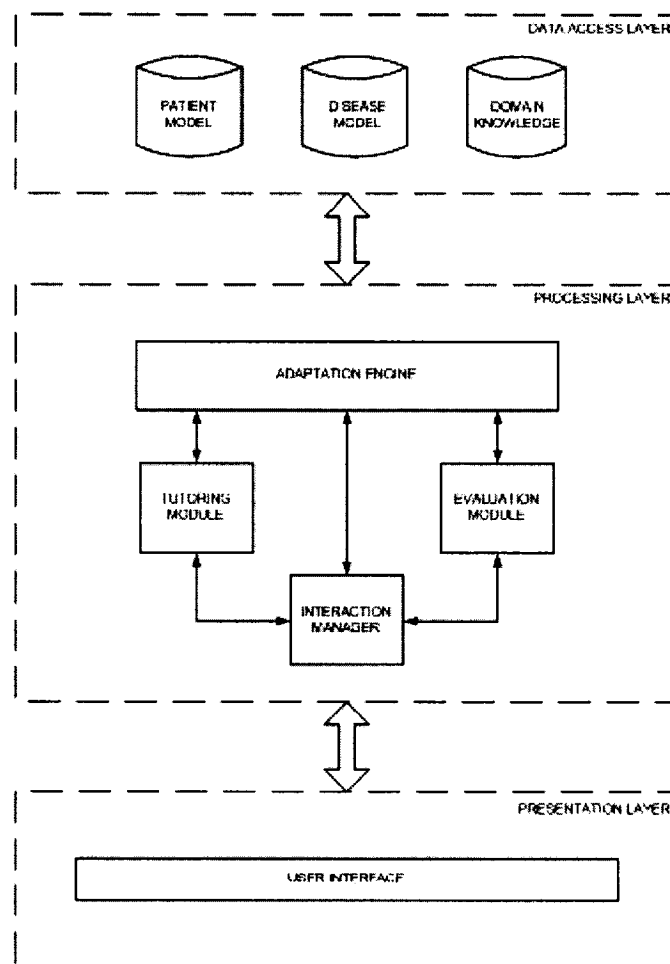 DATA ACCESS LAYER
PATIENT
MODEL
DISEASE
MODEL
DOMAIN
KNOWLEDGE
PROCESSING LAYER
ADAPTATION ENGINE
TUTORING
MODULE
EVALUATION
MODULE
INTERACTION
MANAGER
PRESENTATION LAYER
USER INTERFACE